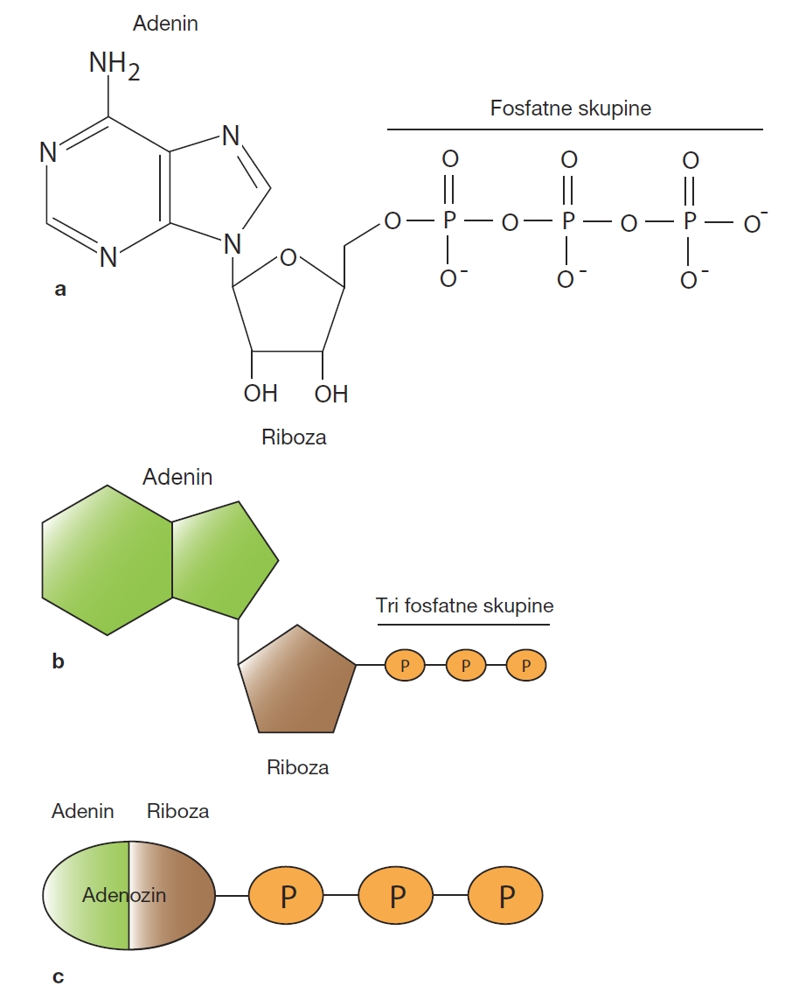 Adenin
NH2
Fosfatne skupine
N
N
O
O
O
O
P
O
P
O
P
O-
N
N
O
O-
O-
O-
a
OH
OH
Riboza
Adenin
Tri fosfatne skupine
b
P
P
P
Riboza
Adenin
Riboza
Adenozin
P
P
P
c